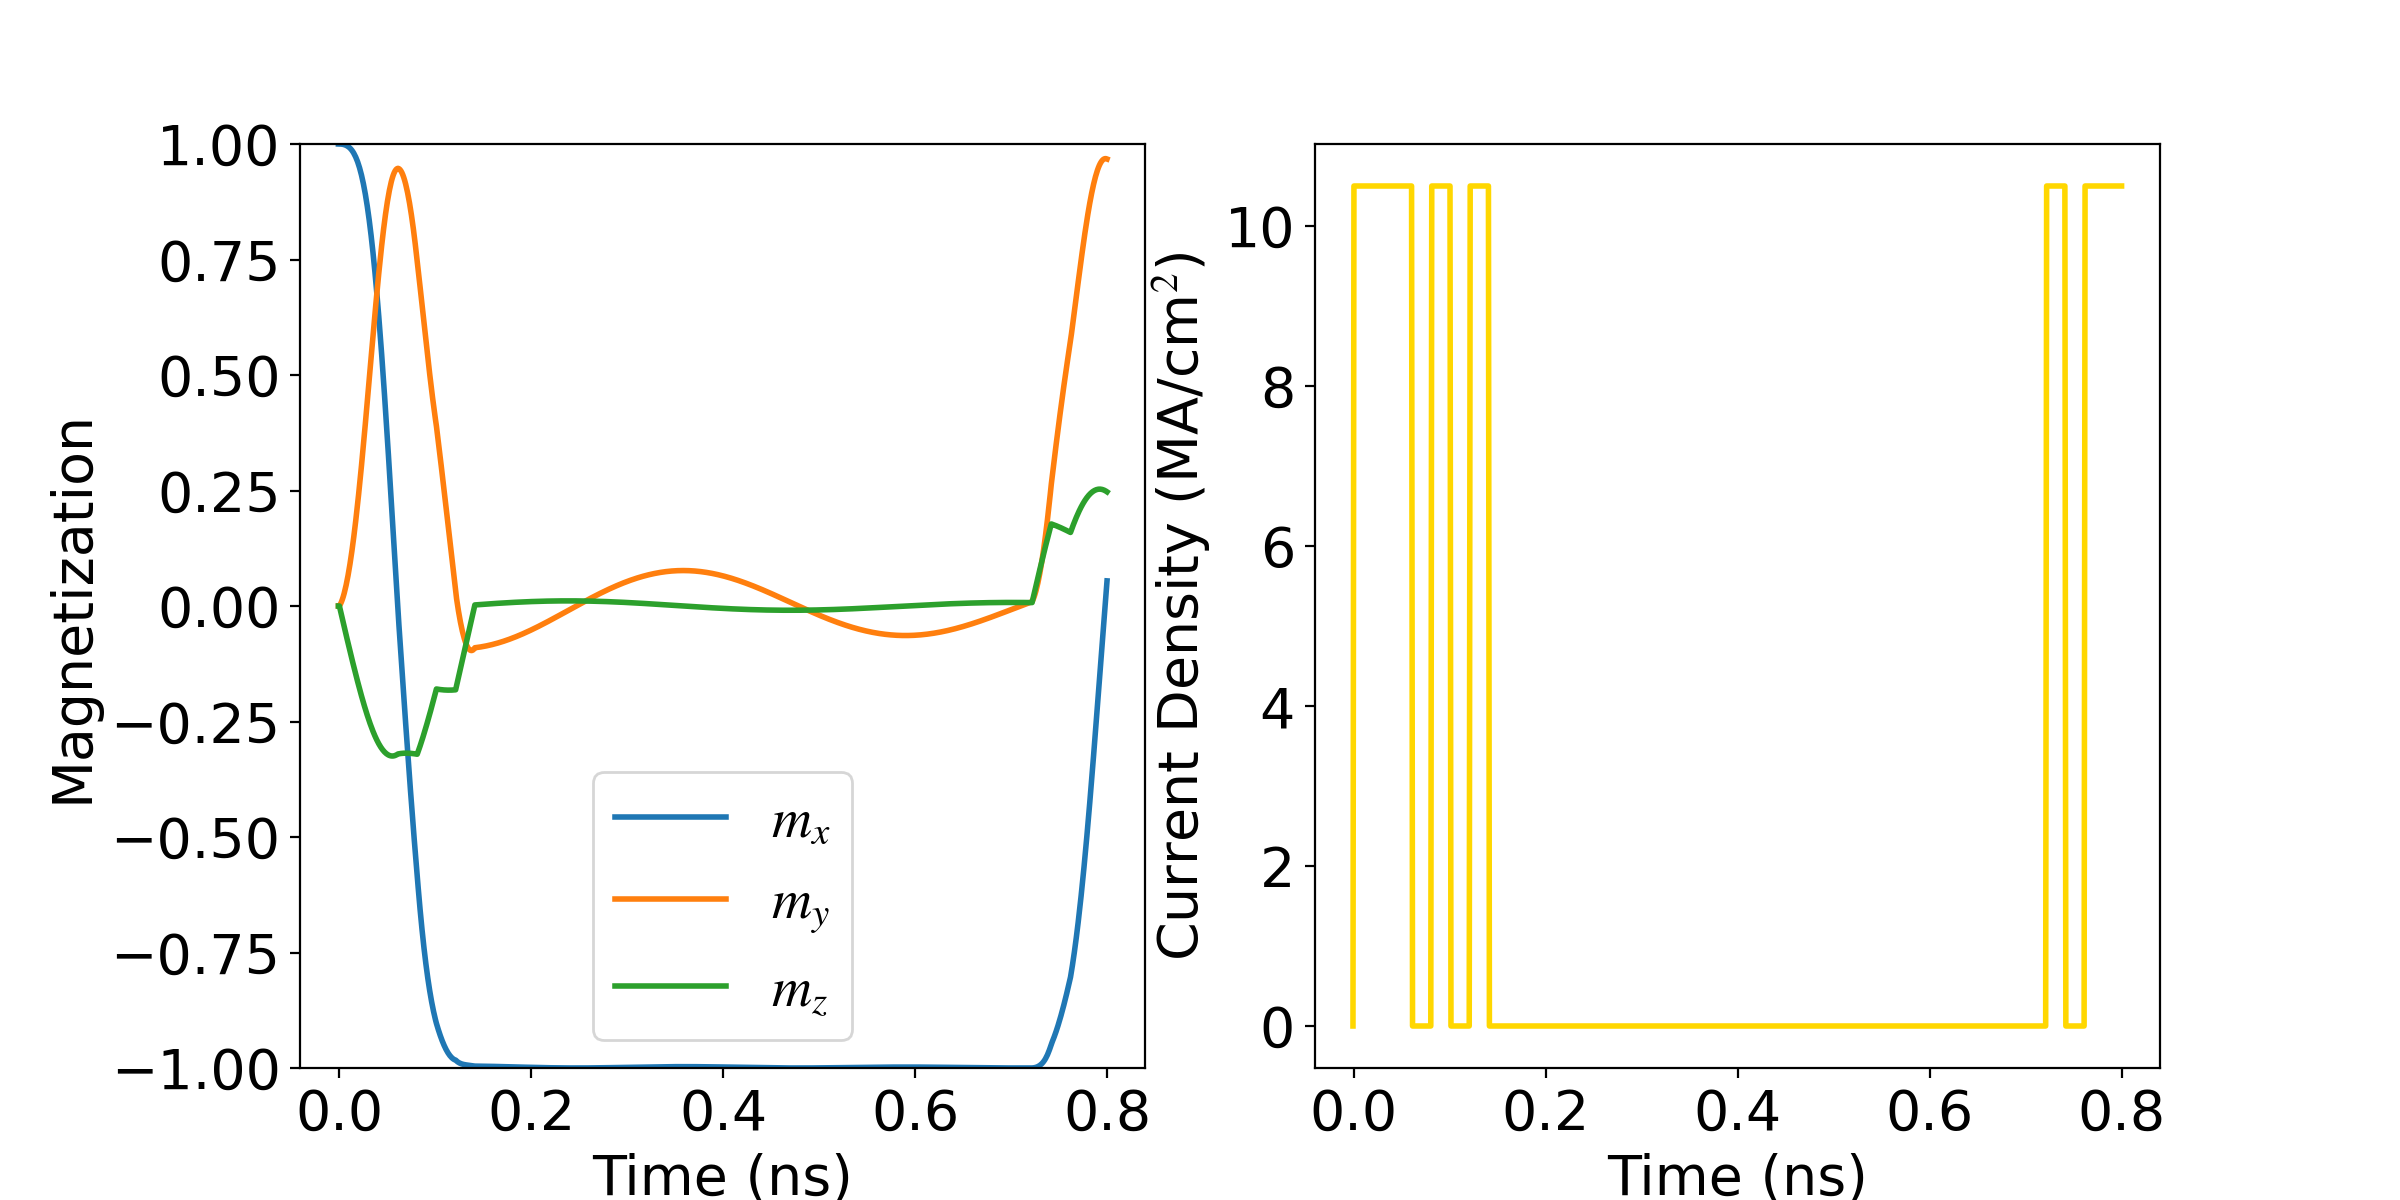 Magnetization
1.00
0.75
0.50
0.25
0.00
−0.25
−0.50
−0.75
−1.00
0.0 0.2 0.4 0.6 0.8
Time (ns)
m_x
m_y
m_z
Current Density (MA/cm²)
10
8
6
4
2
0
0.0 0.2 0.4 0.6 0.8
Time (ns)